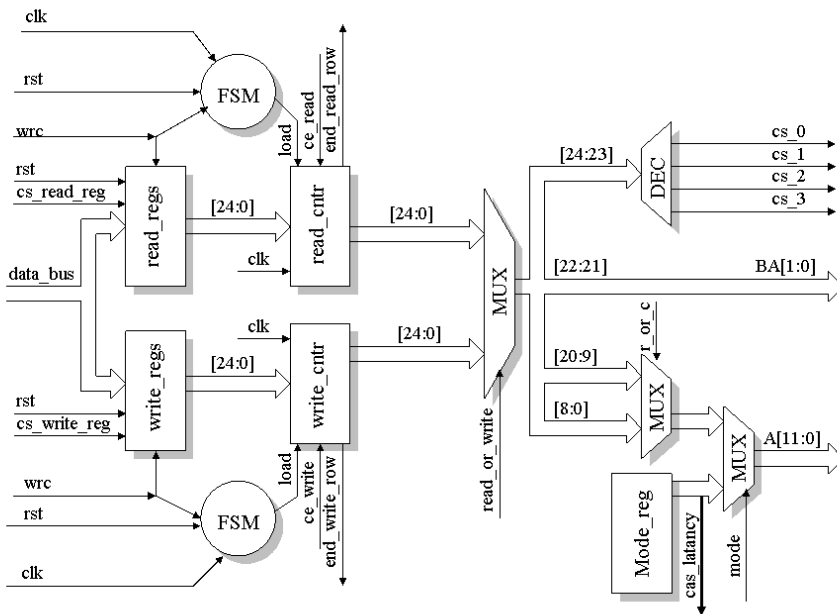 clk
rst
wrc
FSM
load
ce_read
end_read_row
rst
cs_read_reg
read_regs
[24:0]
read_cntr
clk
[24:0]
data_bus
write_regs
[24:0]
clk
write_cntr
[24:0]
rst
cs_write_reg
wrc
rst
clk
FSM
load
ce_write
end_write_row
MUX
read_or_write
[24:23]
DEC
cs_0
cs_1
cs_2
cs_3
[22:21]
BA[1:0]
r_or_c
[20:9]
[8:0]
MUX
MUX
A[11:0]
Mode_reg
cas_latancy
mode